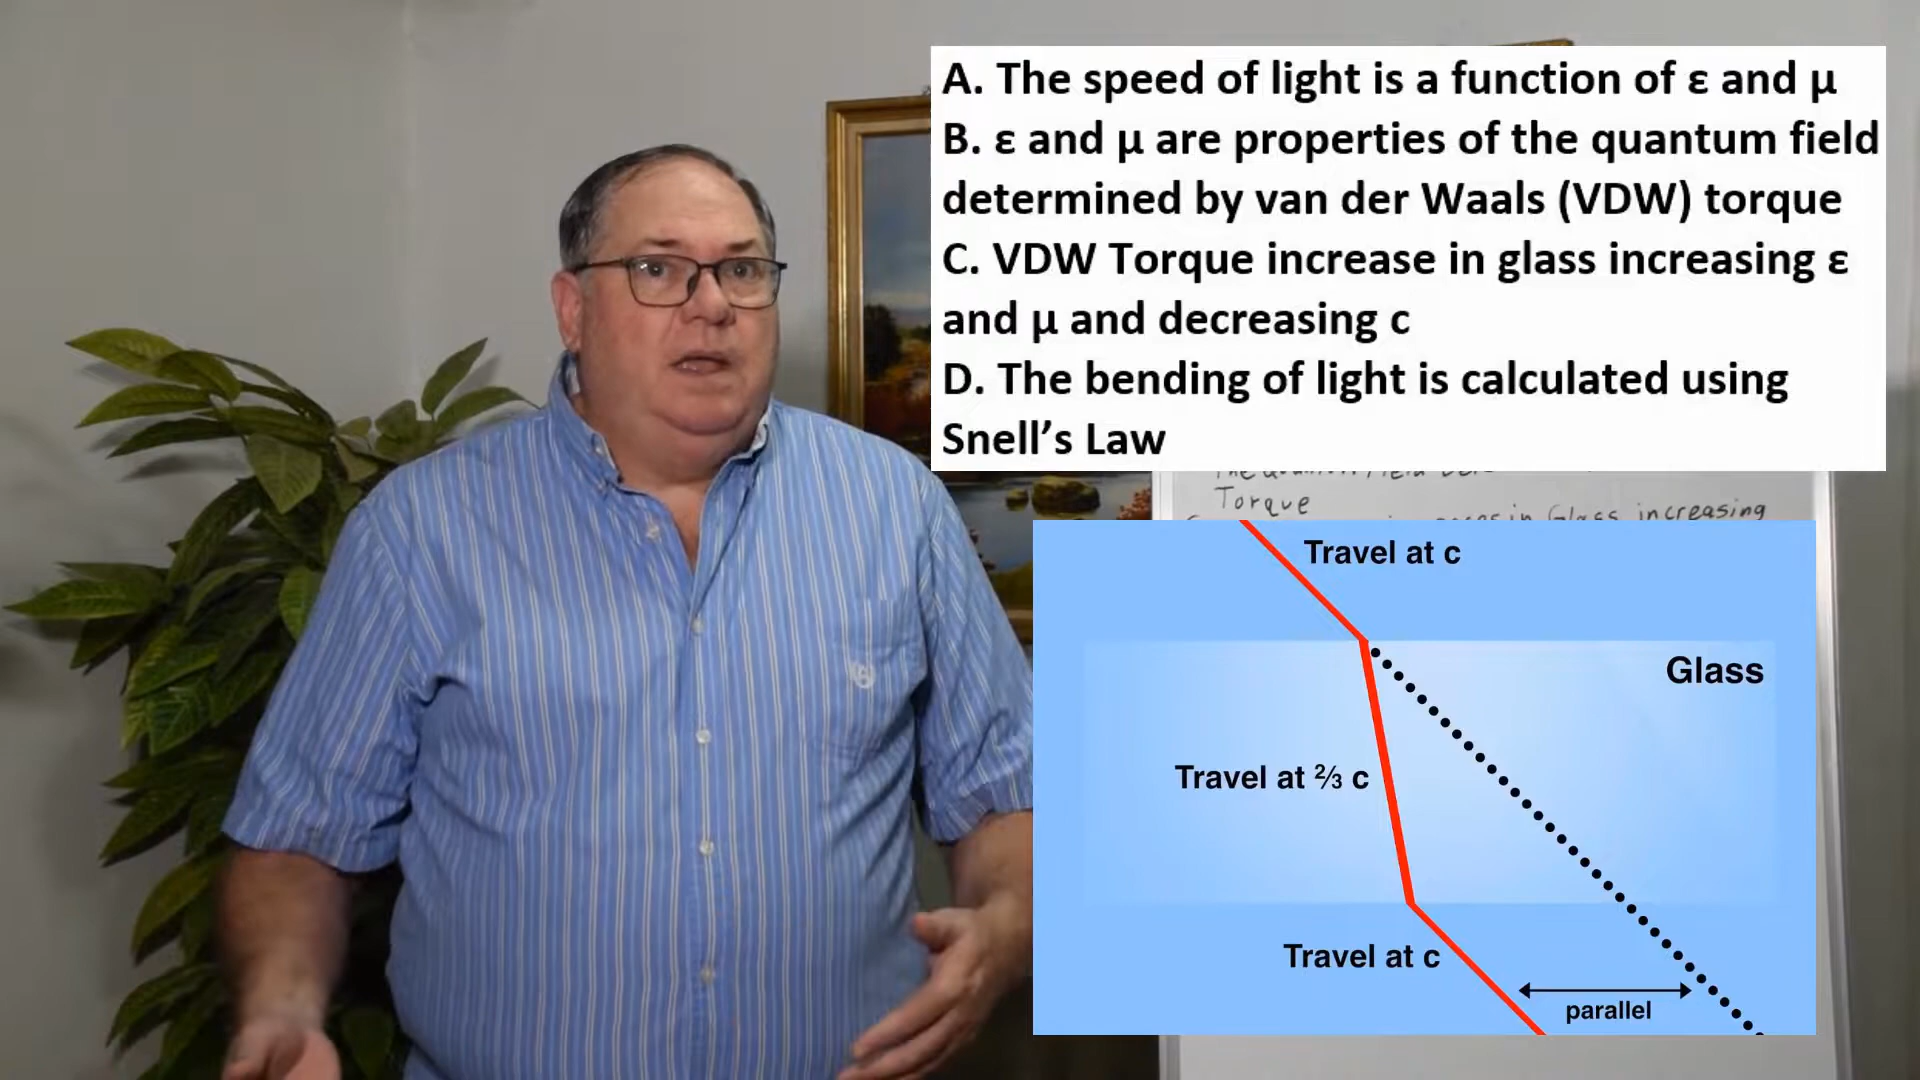 A. The speed of light is a function of ε and μ
B. ε and μ are properties of the quantum field
determined by van der Waals (VDW) torque
C. VDW Torque increase in glass increasing ε
and μ and decreasing c
D. The bending of light is calculated using
Snell's Law
Torque
in Glass increasing
Travel at c
Glass
Travel at ⅔ c
Travel at c
parallel